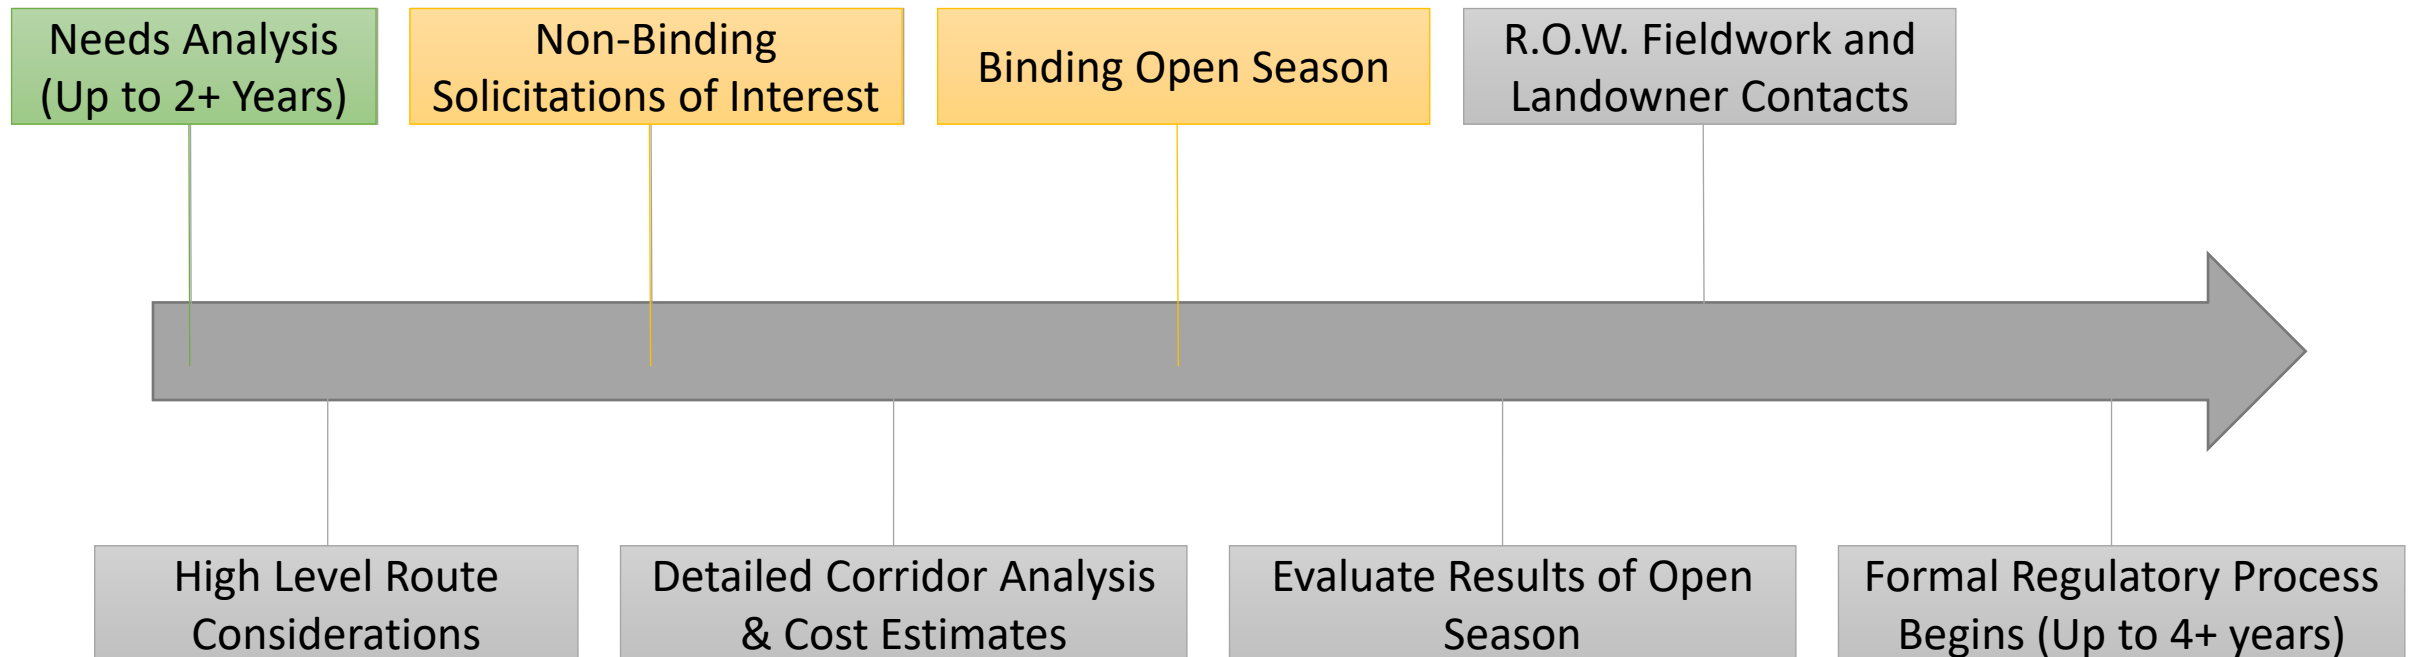 Needs Analysis
(Up to 2+ Years)
Non-Binding
Solicitations of Interest
Binding Open Season
R.O.W. Fieldwork and
Landowner Contacts
High Level Route
Considerations
Detailed Corridor Analysis
& Cost Estimates
Evaluate Results of Open
Season
Formal Regulatory Process
Begins (Up to 4+ years)